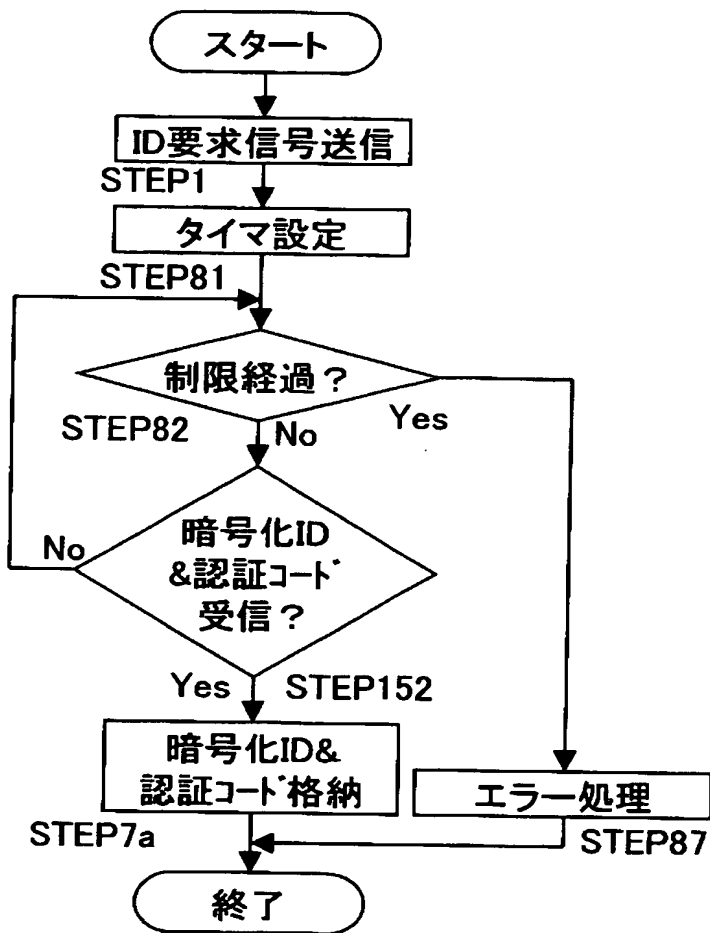 スタート
ID要求信号送信
STEP1
タイマ設定
STEP81
制限経過?
STEP82
No
Yes
暗号化ID
&認証コード
受信?
No
Yes
STEP152
暗号化ID&
認証コード格納
エラー処理
STEP7a
STEP87
終了